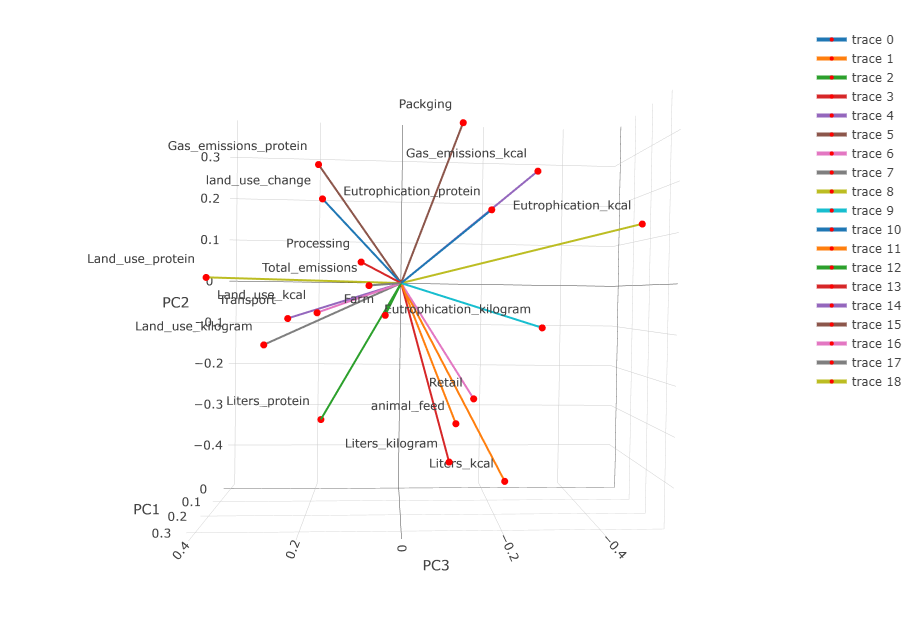 Packging
Gas_emissions_protein
Gas_emissions_kcal
land_use_change
Eutrophication_protein
Eutrophication_kcal
Processing
Land_use_protein
Total_emissions
Land_use_kcal
Transport
Farm
Eutrophication_kilogram
Land_use_kilogram
Retail
Liters_protein
animal_feed
Liters_kilogram
Liters_kcal
0.3
0.2
0.1
0
−0.1
−0.2
−0.3
−0.4
PC2
0
0.1
0.2
0.3
PC1
0.4
0.2
0
−0.2
−0.4
PC3
trace 0
trace 1
trace 2
trace 3
trace 4
trace 5
trace 6
trace 7
trace 8
trace 9
trace 10
trace 11
trace 12
trace 13
trace 14
trace 15
trace 16
trace 17
trace 18